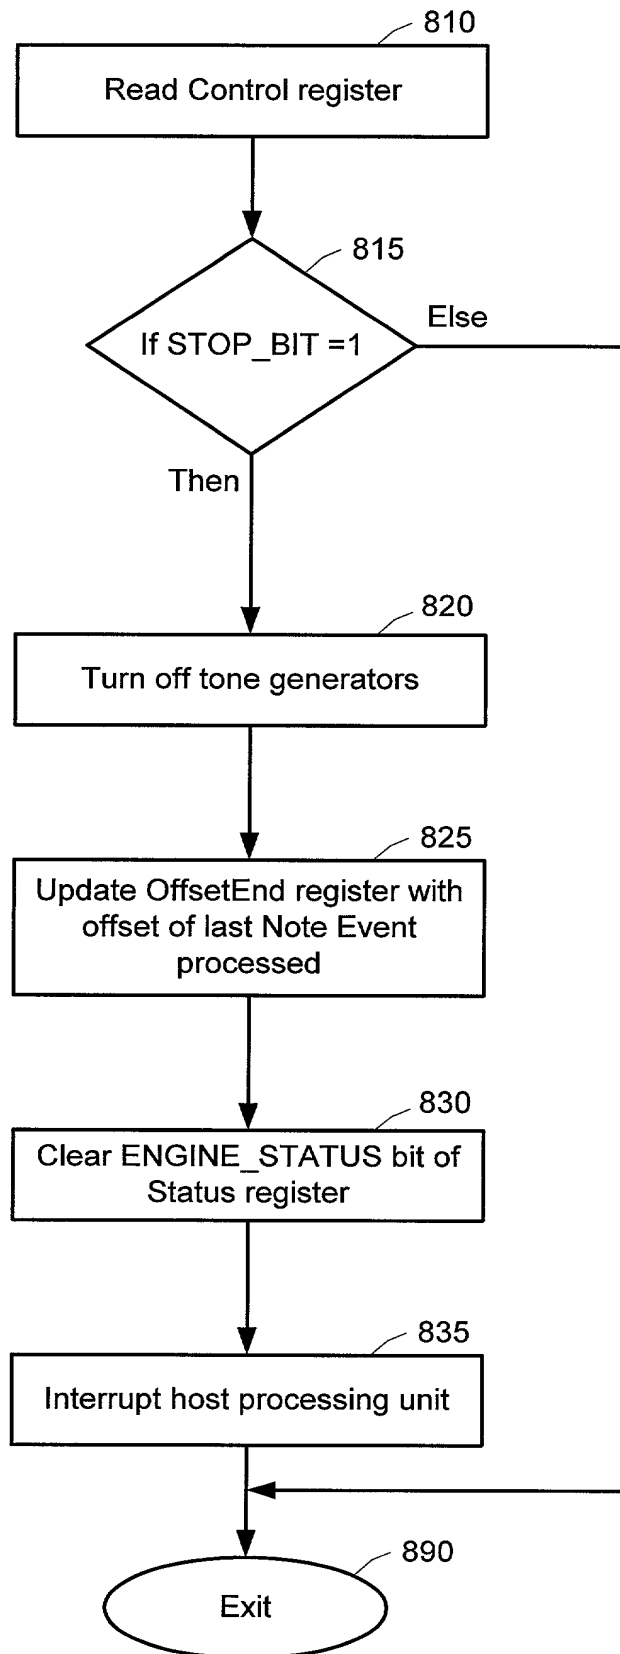 810
Read Control register
815
If STOP_BIT =1
Else
Then
820
Turn off tone generators
825
Update OffsetEnd register with
offset of last Note Event
processed
830
Clear ENGINE_STATUS bit of
Status register
835
Interrupt host processing unit
890
Exit